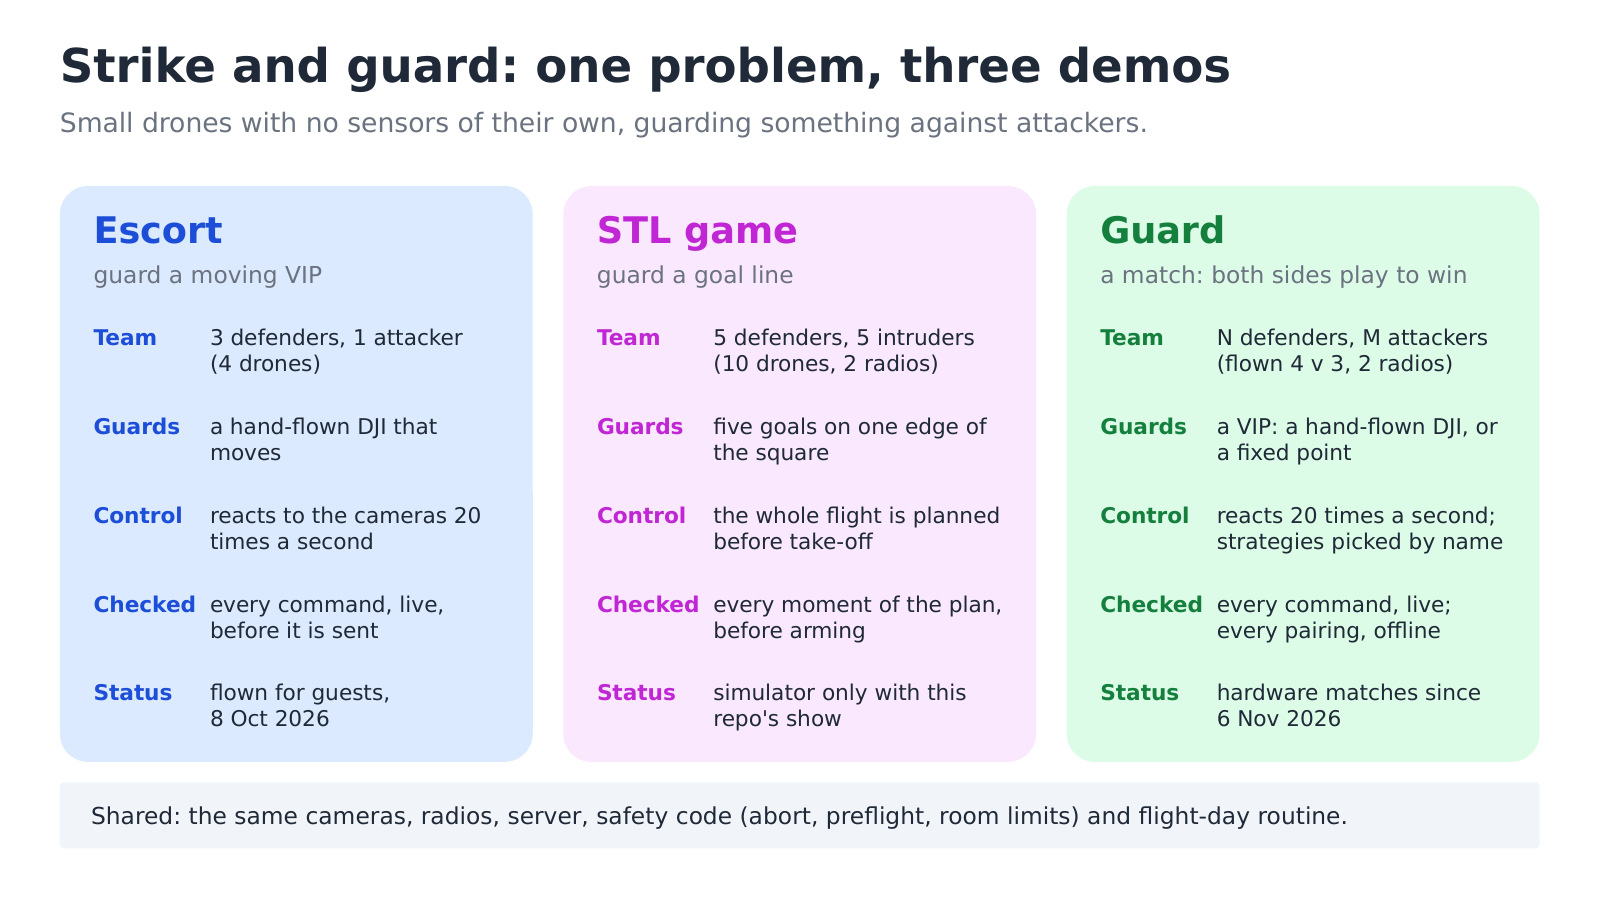 Strike and guard: one problem, three demos
Small drones with no sensors of their own, guarding something against attackers.
Escort
guard a moving VIP
Team 3 defenders, 1 attacker
(4 drones)
Guards a hand-flown DJI that
moves
Control reacts to the cameras 20
times a second
Checked every command, live,
before it is sent
Status flown for guests,
8 Oct 2026
STL game
guard a goal line
Team 5 defenders, 5 intruders
(10 drones, 2 radios)
Guards five goals on one edge of
the square
Control the whole flight is planned
before take-off
Checked every moment of the plan,
before arming
Status simulator only with this
repo's show
Guard
a match: both sides play to win
Team N defenders, M attackers
(flown 4 v 3, 2 radios)
Guards a VIP: a hand-flown DJI, or
a fixed point
Control reacts 20 times a second;
strategies picked by name
Checked every command, live;
every pairing, offline
Status hardware matches since
6 Nov 2026
Shared: the same cameras, radios, server, safety code (abort, preflight, room limits) and flight-day routine.